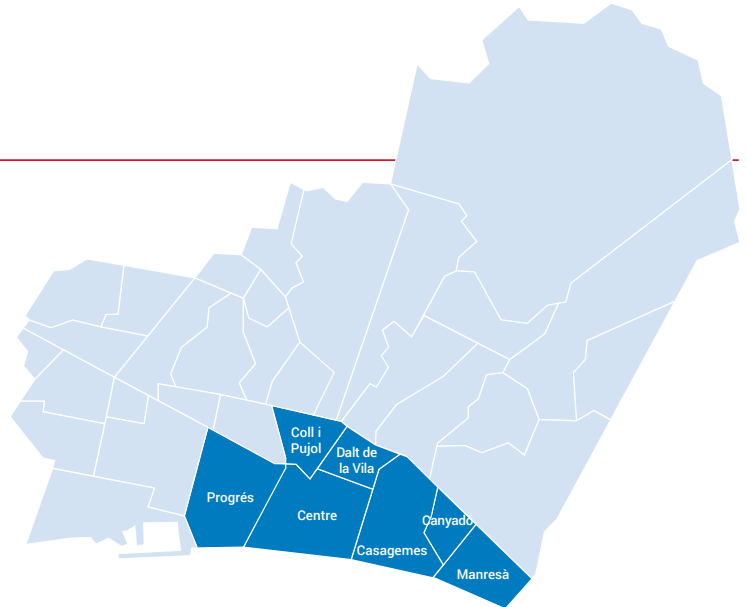 Coll i
Pujol
Dalt de
la Vila
Progrés
Centre
Canyadó
Casagemes
Manresà